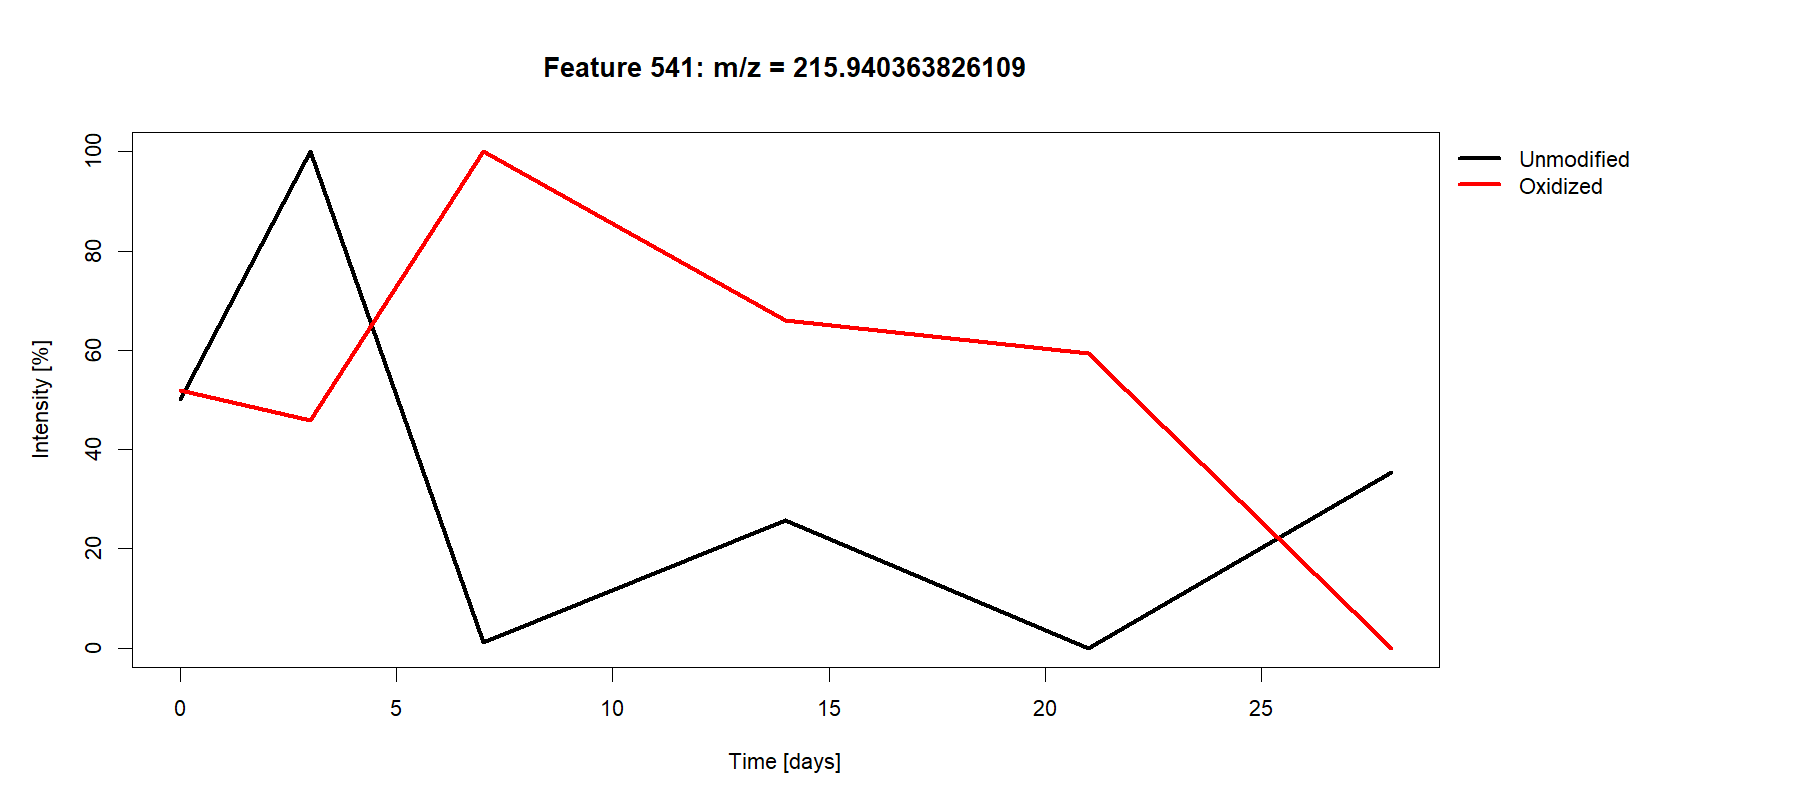 Feature 541: m/z = 215.940363826109
Unmodified
Oxidized
Intensity [%]
100
80
60
40
20
0
0 5 10 15 20 25
Time [days]